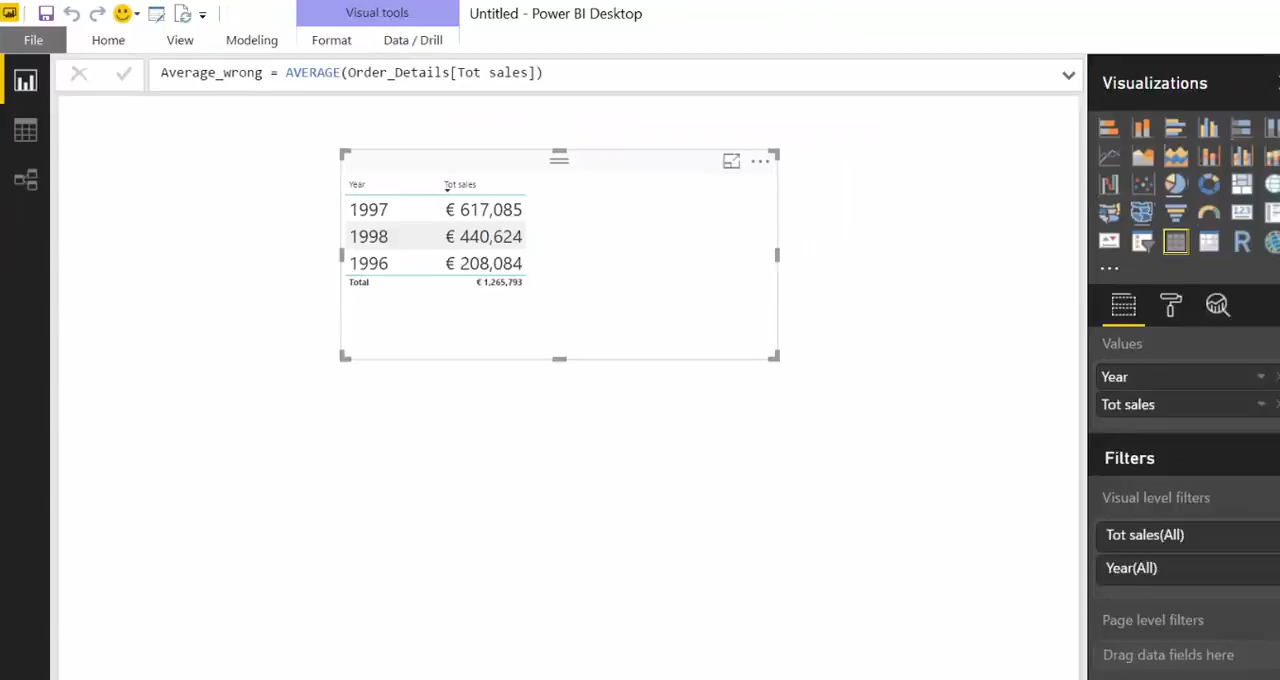 Visual tools
Untitled - Power BI Desktop
File
Home
View
Modeling
Format
Data / Drill
Average_wrong = AVERAGE(Order_Details[Tot sales])
Year Tot sales
1997 € 617,085
1998 € 440,624
1996 € 208,084
Total € 1,265,793
Visualizations
123
R
Values
Year
Tot sales
Filters
Visual level filters
Tot sales(All)
Year(All)
Page level filters
Drag data fields here